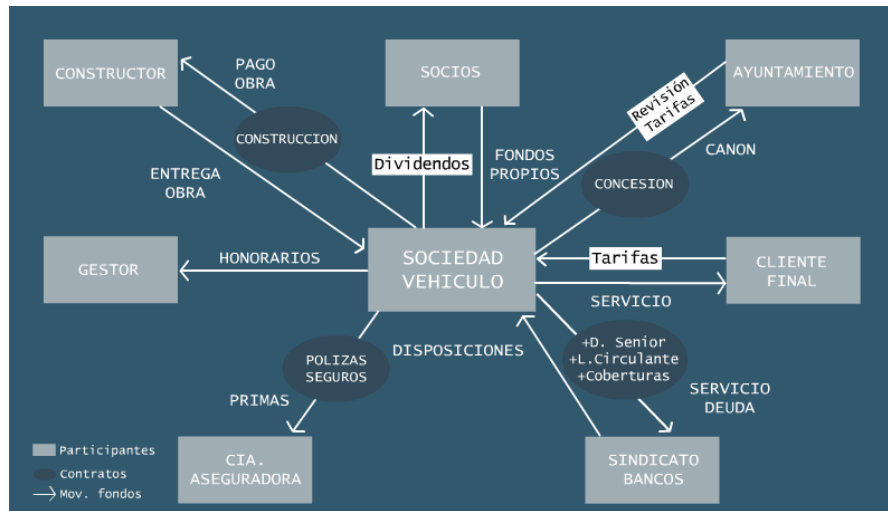 CONSTRUCTOR
PAGO
OBRA
SOCIOS
AYUNTAMIENTO
Revisión
Tarifas
CONSTRUCCION
Dividendos
FONDOS
PROPIOS
CANON
ENTREGA
OBRA
CONCESION
GESTOR
HONORARIOS
SOCIEDAD
VEHICULO
Tarifas
CLIENTE
FINAL
SERVICIO
POLIZAS
SEGUROS
DISPOSICIONES
+D. Senior
+L.Circulante
+Coberturas
PRIMAS
SERVICIO
DEUDA
CIA.
ASEGURADORA
SINDICATO
BANCOS
Participantes
Contratos
Mov. fondos